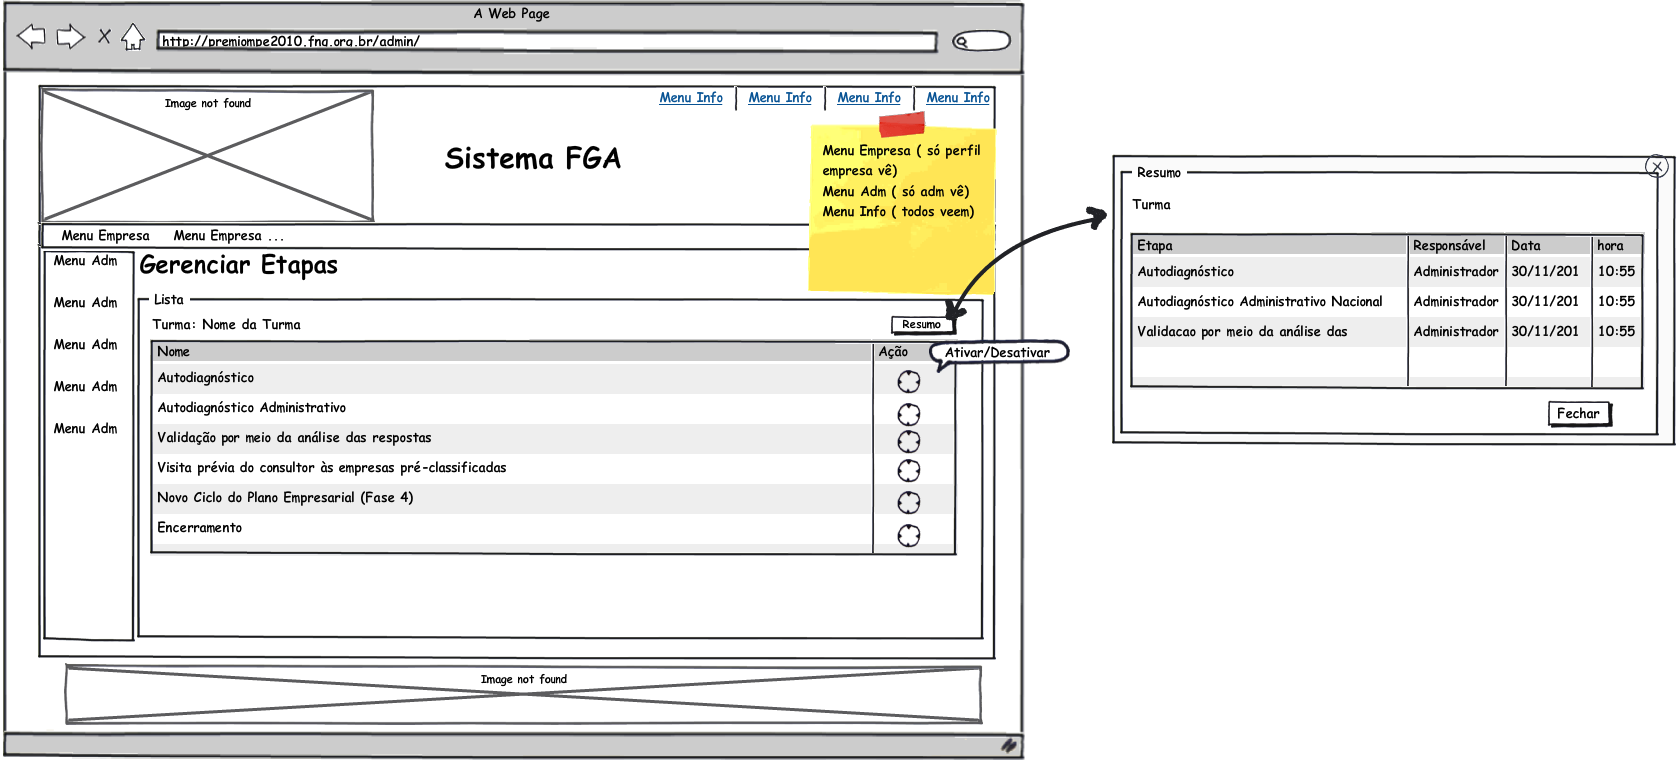 A Web Page
http://premiompe2010.fnq.org.br/admin/
Image not found
Menu Info Menu Info Menu Info Menu Info
Sistema FGA
Menu Empresa ( só perfil
empresa vê)
Menu Adm ( só adm vê)
Menu Info ( todos veem)
Menu Empresa Menu Empresa ...
Menu Adm
Menu Adm
Menu Adm
Menu Adm
Menu Adm
Gerenciar Etapas
Lista
Turma: Nome da Turma
Resumo
Nome Ação
Ativar/Desativar
Autodiagnóstico
Autodiagnóstico Administrativo
Validação por meio da análise das respostas
Visita prévia do consultor às empresas pré-classificadas
Novo Ciclo do Plano Empresarial (Fase 4)
Encerramento
Image not found
Resumo
Turma
Etapa Responsável Data hora
Autodiagnóstico Administrador 30/11/201 10:55
Autodiagnóstico Administrativo Nacional Administrador 30/11/201 10:55
Validacao por meio da análise das Administrador 30/11/201 10:55
Fechar